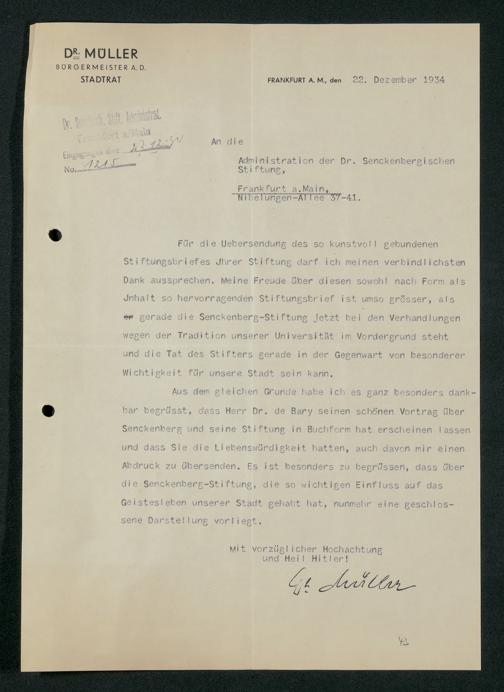 DR. MÜLLER
BÜRGERMEISTER A. D.
STADTRAT
FRANKFURT A. M., den 22. Dezember 1934
Dr. Senckenb. Stift. Administrat.
Frankfurt a/Main
Eingegangen den 27.12.34
No. 1215
An die
Administration der Dr. Senckenbergischen
Stiftung,
Frankfurt a.Main,
Nibelungen-Allee 37-41.
Für die Uebersendung des so kunstvoll gebundenen
Stiftungsbriefes Jhrer Stiftung darf ich meinen verbindlichsten
Dank aussprechen. Meine Freude über diesen sowohl nach Form als
Jnhalt so hervorragenden Stiftungsbrief ist umso grösser, als
er gerade die Senckenberg-Stiftung jetzt bei den Verhandlungen
wegen der Tradition unserer Universität im Vordergrund steht
und die Tat des Stifters gerade in der Gegenwart von besonderer
Wichtigkeit für unsere Stadt sein kann.
Aus dem gleichen Grunde habe ich es ganz besonders dank-
bar begrüsst, dass Herr Dr. de Bary seinen schönen Vortrag über
Senckenberg und seine Stiftung in Buchform hat erscheinen lassen
und dass Sie die Liebenswürdigkeit hatten, auch davon mir einen
Abdruck zu übersenden. Es ist besonders zu begrüssen, dass über
die Senckenberg-Stiftung, die so wichtigen Einfluss auf das
Geistesleben unserer Stadt gehabt hat, nunmehr eine geschlos-
sene Darstellung vorliegt.
Mit vorzüglicher Hochachtung
und Heil Hitler!
Dr. Müller